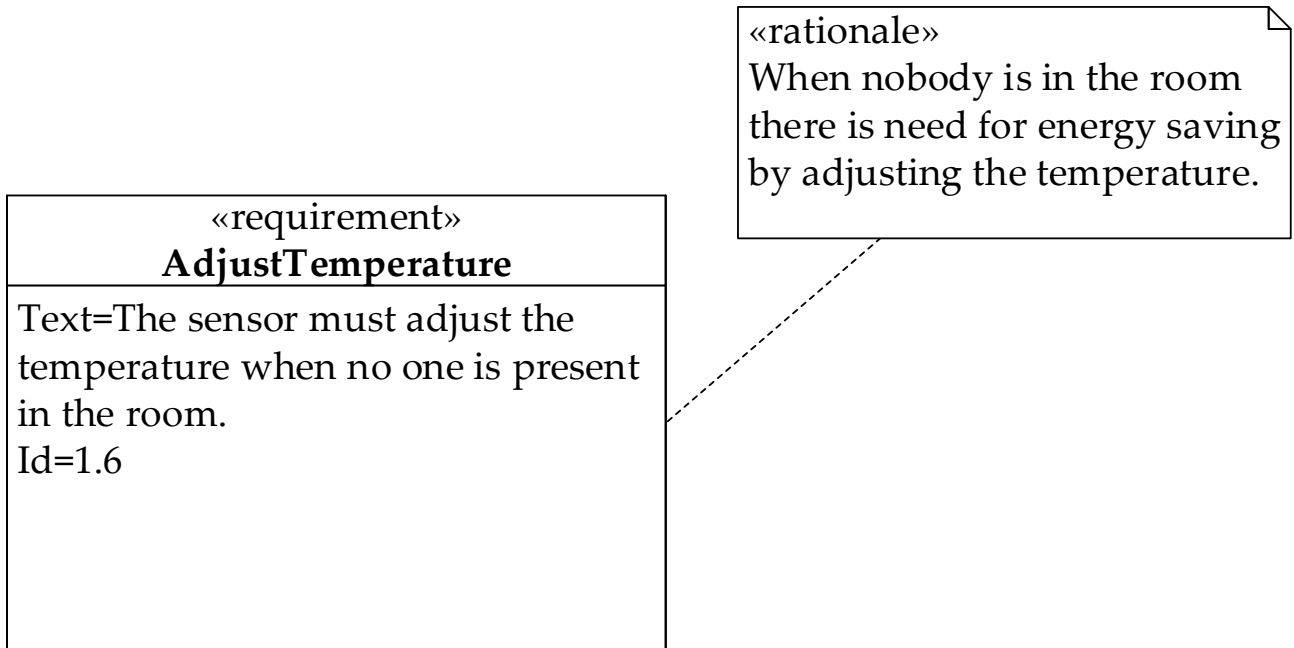 «rationale»
When nobody is in the room
there is need for energy saving
by adjusting the temperature.
«requirement»
AdjustTemperature
Text=The sensor must adjust the
temperature when no one is present
in the room.
Id=1.6